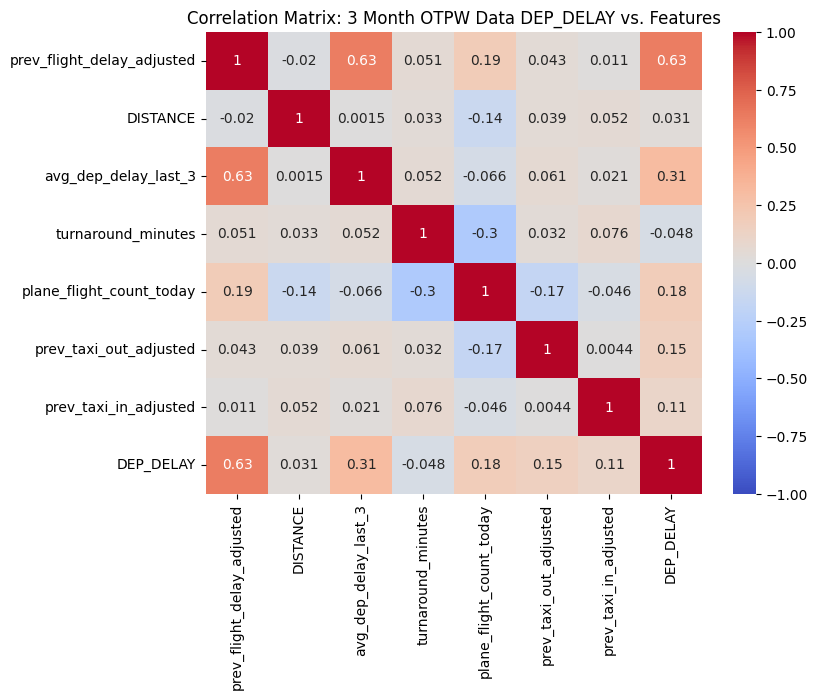 Correlation Matrix: 3 Month OTPW Data DEP_DELAY vs. Features
prev_flight_delay_adjusted 1 -0.02 0.63 0.051 0.19 0.043 0.011 0.63
DISTANCE -0.02 1 0.0015 0.033 -0.14 0.039 0.052 0.031
avg_dep_delay_last_3 0.63 0.0015 1 0.052 -0.066 0.061 0.021 0.31
turnaround_minutes 0.051 0.033 0.052 1 -0.3 0.032 0.076 -0.048
plane_flight_count_today 0.19 -0.14 -0.066 -0.3 1 -0.17 -0.046 0.18
prev_taxi_out_adjusted 0.043 0.039 0.061 0.032 -0.17 1 0.0044 0.15
prev_taxi_in_adjusted 0.011 0.052 0.021 0.076 -0.046 0.0044 1 0.11
DEP_DELAY 0.63 0.031 0.31 -0.048 0.18 0.15 0.11 1
prev_flight_delay_adjusted
DISTANCE
avg_dep_delay_last_3
turnaround_minutes
plane_flight_count_today
prev_taxi_out_adjusted
prev_taxi_in_adjusted
DEP_DELAY
1.00
0.75
0.50
0.25
0.00
−0.25
−0.50
−0.75
−1.00